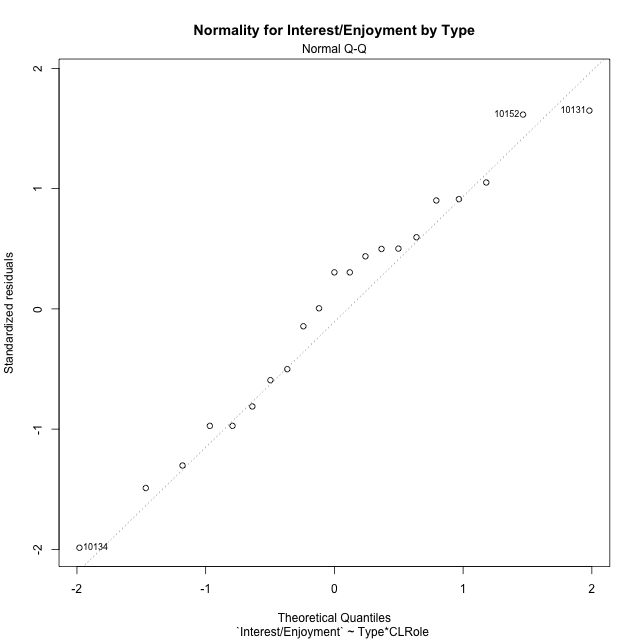 Normality for Interest/Enjoyment by Type
Normal Q-Q
2
1
0
-1
-2
Standardized residuals
10152
10131
10134
-2 -1 0 1 2
Theoretical Quantiles
`Interest/Enjoyment` ~ Type*CLRole